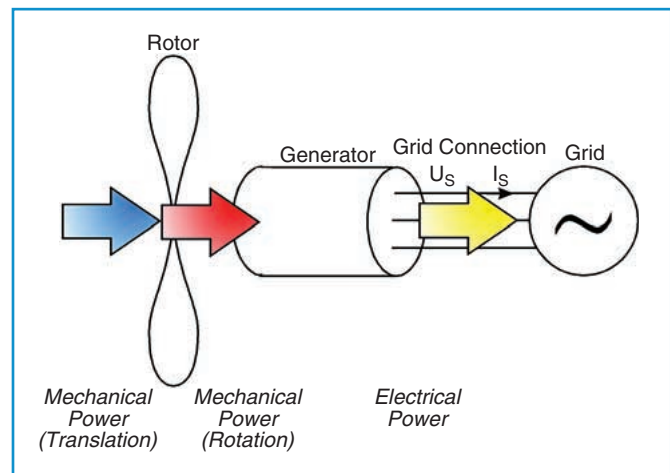 Rotor
Generator
Grid Connection
Grid
U_S
I_S
~
Mechanical
Power
(Translation)
Mechanical
Power
(Rotation)
Electrical
Power